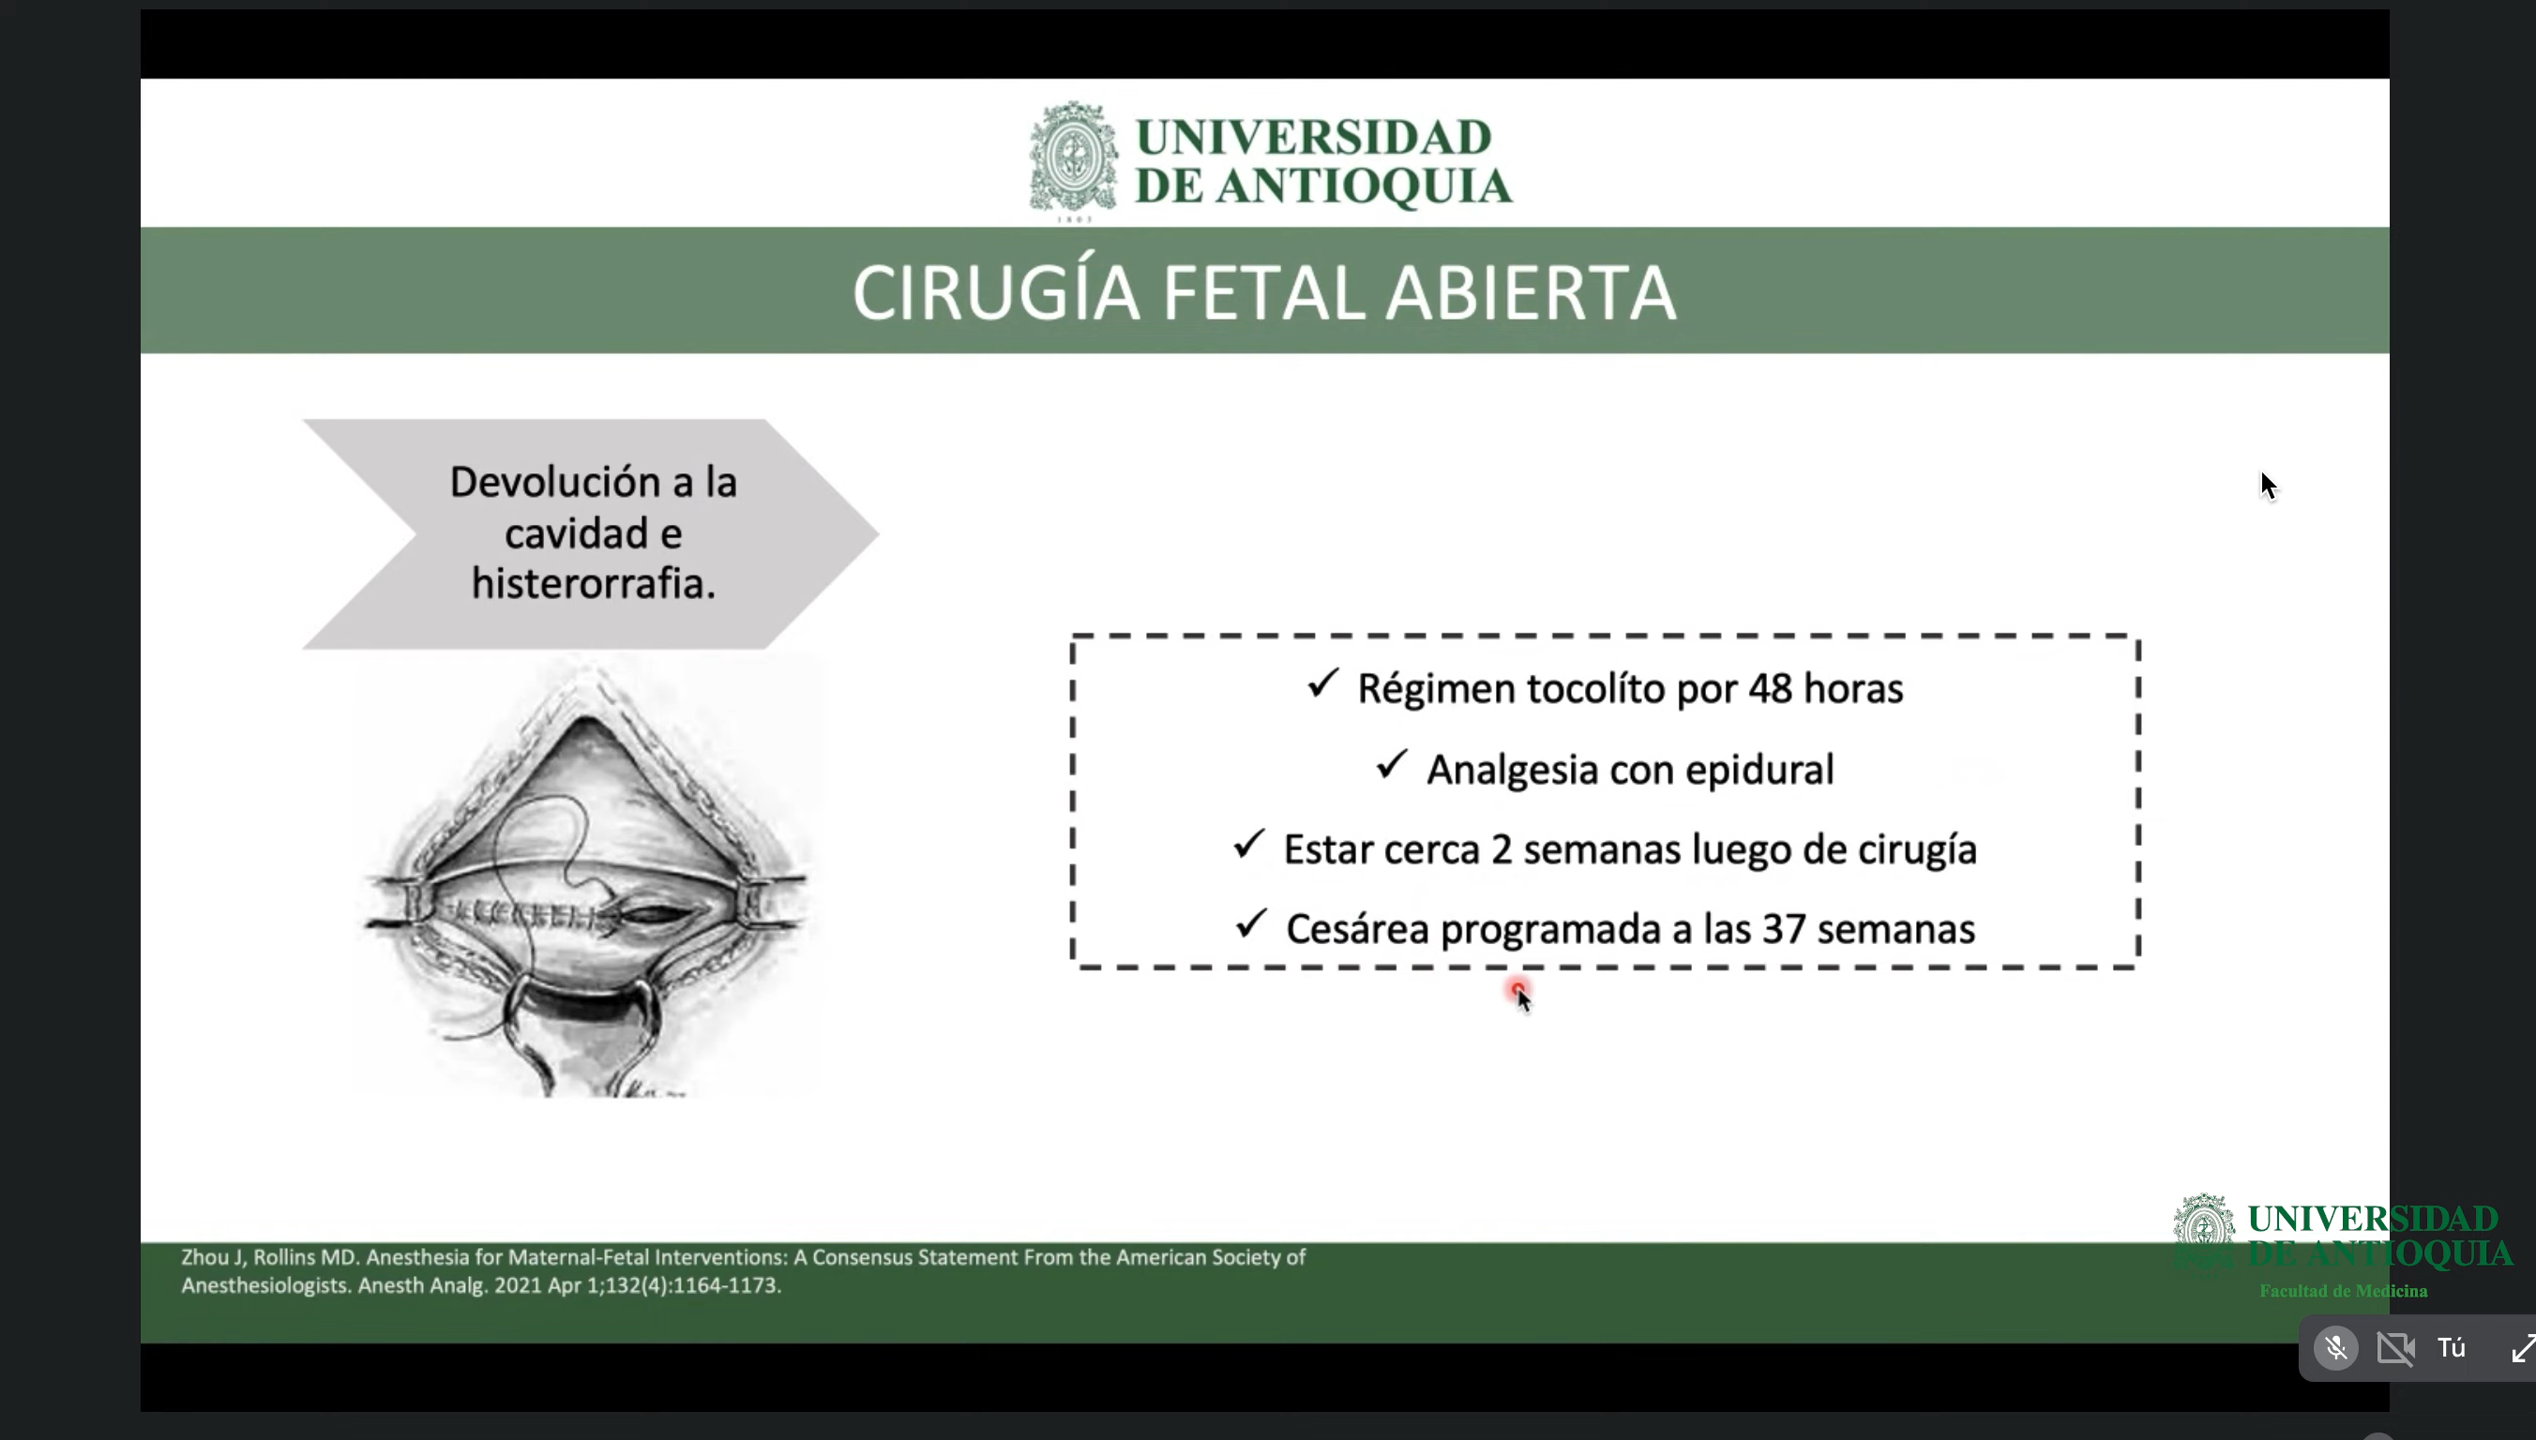 UNIVERSIDAD
DE ANTIOQUIA
1803
CIRUGÍA FETAL ABIERTA
Devolución a la
cavidad e
histerorrafia.
✓ Régimen tocolíto por 48 horas
✓ Analgesia con epidural
✓ Estar cerca 2 semanas luego de cirugía
✓ Cesárea programada a las 37 semanas
Zhou J, Rollins MD. Anesthesia for Maternal-Fetal Interventions: A Consensus Statement From the American Society of
Anesthesiologists. Anesth Analg. 2021 Apr 1;132(4):1164-1173.
UNIVERSIDAD
DE ANTIOQUIA
Facultad de Medicina
Tú